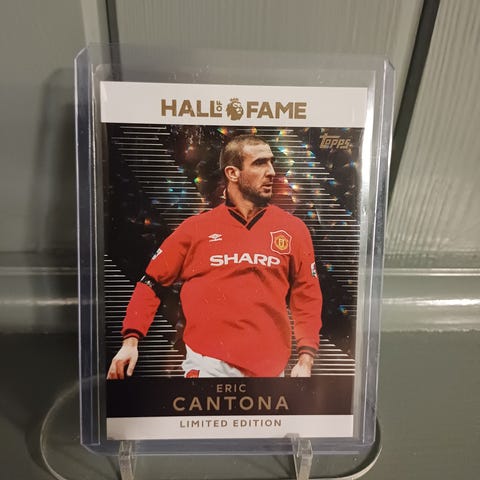 HALL OF FAME
Topps
SHARP
ERIC
CANTONA
LIMITED EDITION